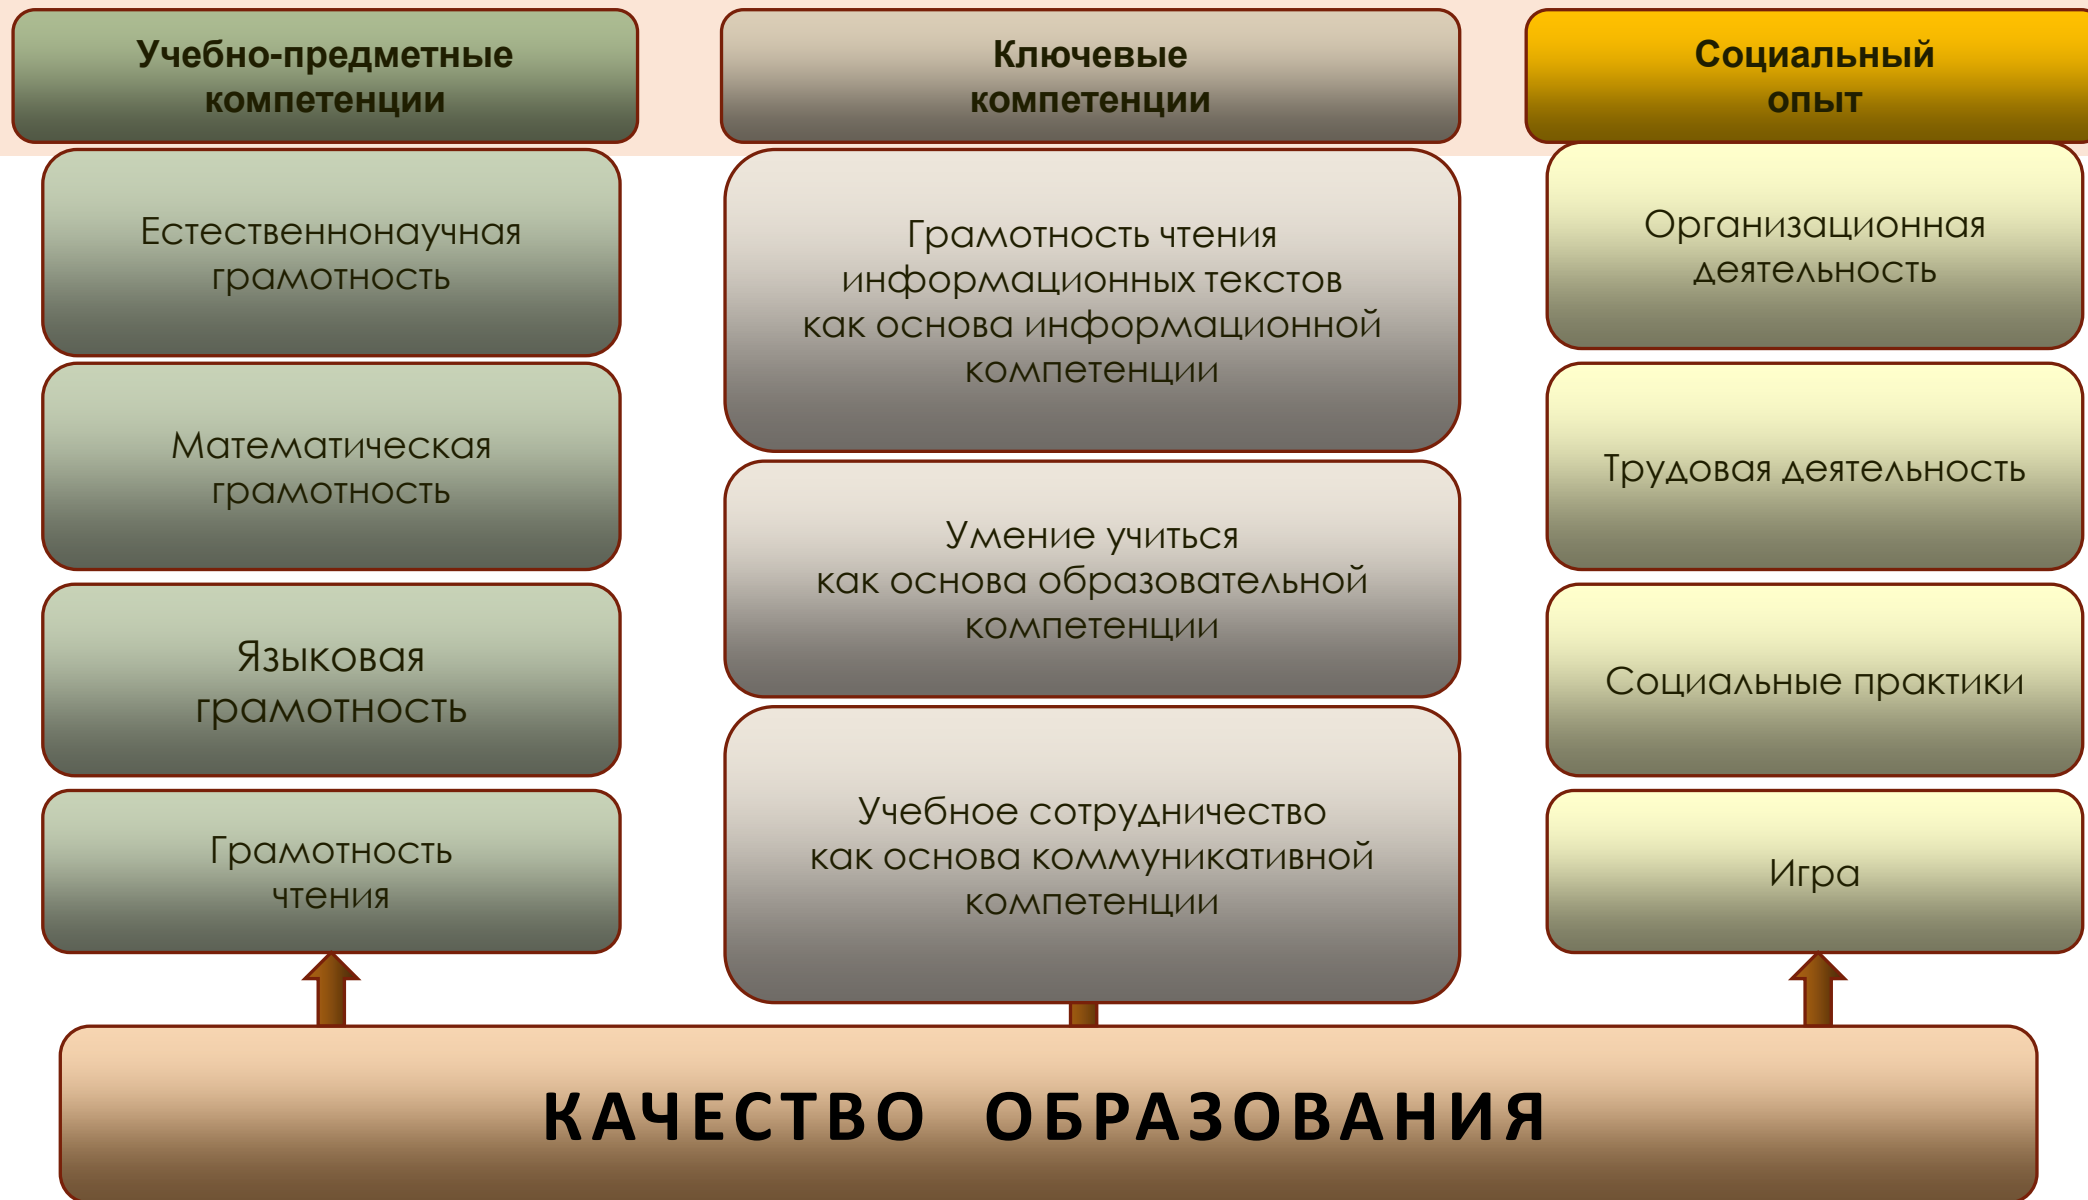 Учебно-предметные
компетенции
Естественнонаучная
грамотность
Математическая
грамотность
Языковая
грамотность
Грамотность
чтения
Ключевые
компетенции
Грамотность чтения
информационных текстов
как основа информационной
компетенции
Умение учиться
как основа образовательной
компетенции
Учебное сотрудничество
как основа коммуникативной
компетенции
Социальный
опыт
Организационная
деятельность
Трудовая деятельность
Социальные практики
Игра
КАЧЕСТВО ОБРАЗОВАНИЯ